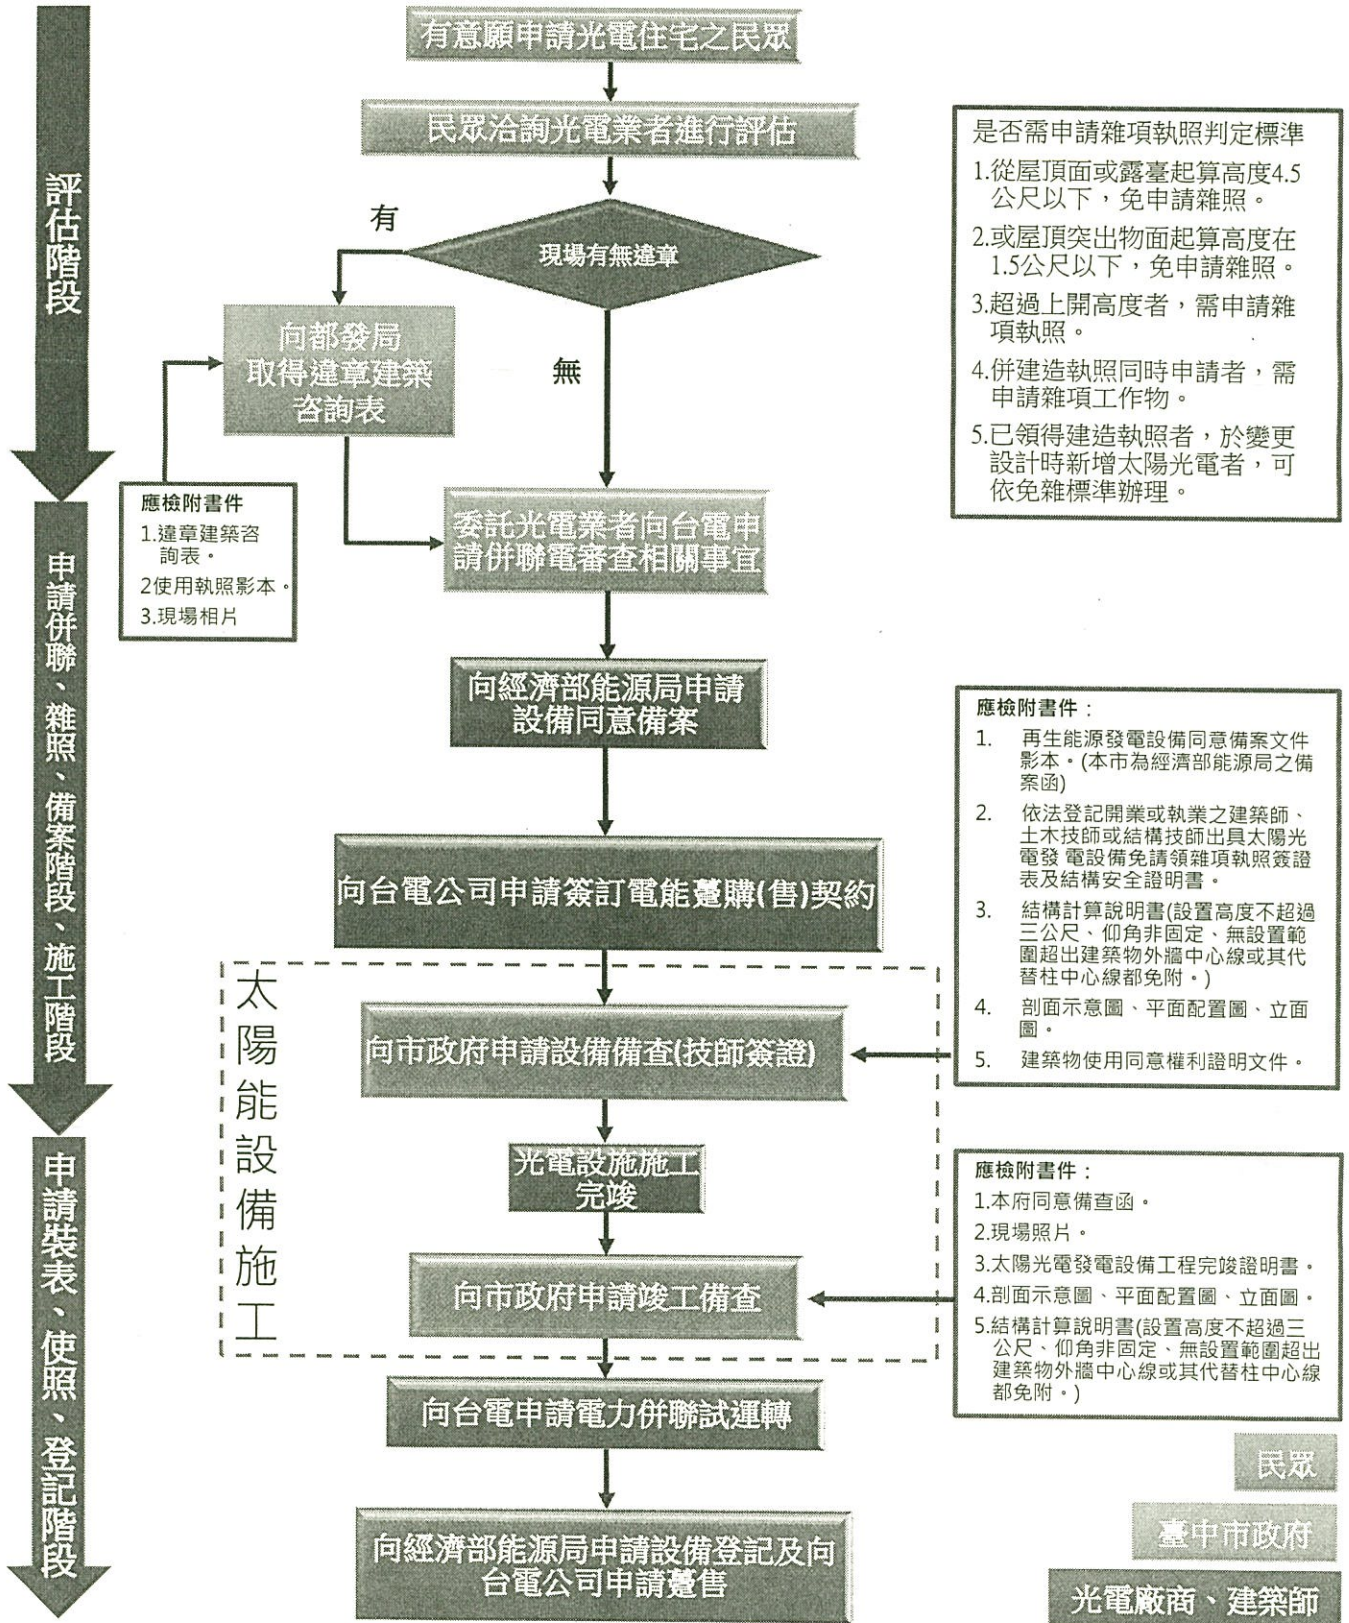 有意願申請光電住宅之民眾
民眾洽詢光電業者進行評估
現場有無違章
有
無
向都發局
取得違章建築
咨詢表
應檢附書件
1.違章建築咨
詢表。
2使用執照影本。
3.現場相片
委託光電業者向台電申
請併聯電審查相關事宜
向經濟部能源局申請
設備同意備案
向台電公司申請簽訂電能躉購(售)契約
太陽能設備施工
向市政府申請設備備查(技師簽證)
光電設施施工
完竣
向市政府申請竣工備查
向台電申請電力併聯試運轉
向經濟部能源局申請設備登記及向
台電公司申請躉售
評估階段
申請併聯、雜照、備案階段、施工階段
申請裝表、使照、登記階段
是否需申請雜項執照判定標準
1.從屋頂面或露臺起算高度4.5
公尺以下，免申請雜照。
2.或屋頂突出物面起算高度在
1.5公尺以下，免申請雜照。
3.超過上開高度者，需申請雜
項執照。
4.併建造執照同時申請者，需
申請雜項工作物。
5.已領得建造執照者，於變更
設計時新增太陽光電者，可
依免雜標準辦理。
應檢附書件：
1. 再生能源發電設備同意備案文件
影本。(本市為經濟部能源局之備
案函)
2. 依法登記開業或執業之建築師、
土木技師或結構技師出具太陽光
電發 電設備免請領雜項執照簽證
表及結構安全證明書。
3. 結構計算說明書(設置高度不超過
三公尺、仰角非固定、無設置範
圍超出建築物外牆中心線或其代
替柱中心線都免附。)
4. 剖面示意圖、平面配置圖、立面
圖。
5. 建築物使用同意權利證明文件。
應檢附書件：
1.本府同意備查函。
2.現場照片。
3.太陽光電發電設備工程完竣證明書。
4.剖面示意圖、平面配置圖、立面圖。
5.結構計算說明書(設置高度不超過三
公尺、仰角非固定、無設置範圍超出
建築物外牆中心線或其代替柱中心線
都免附。)
民眾
臺中市政府
光電廠商、建築師